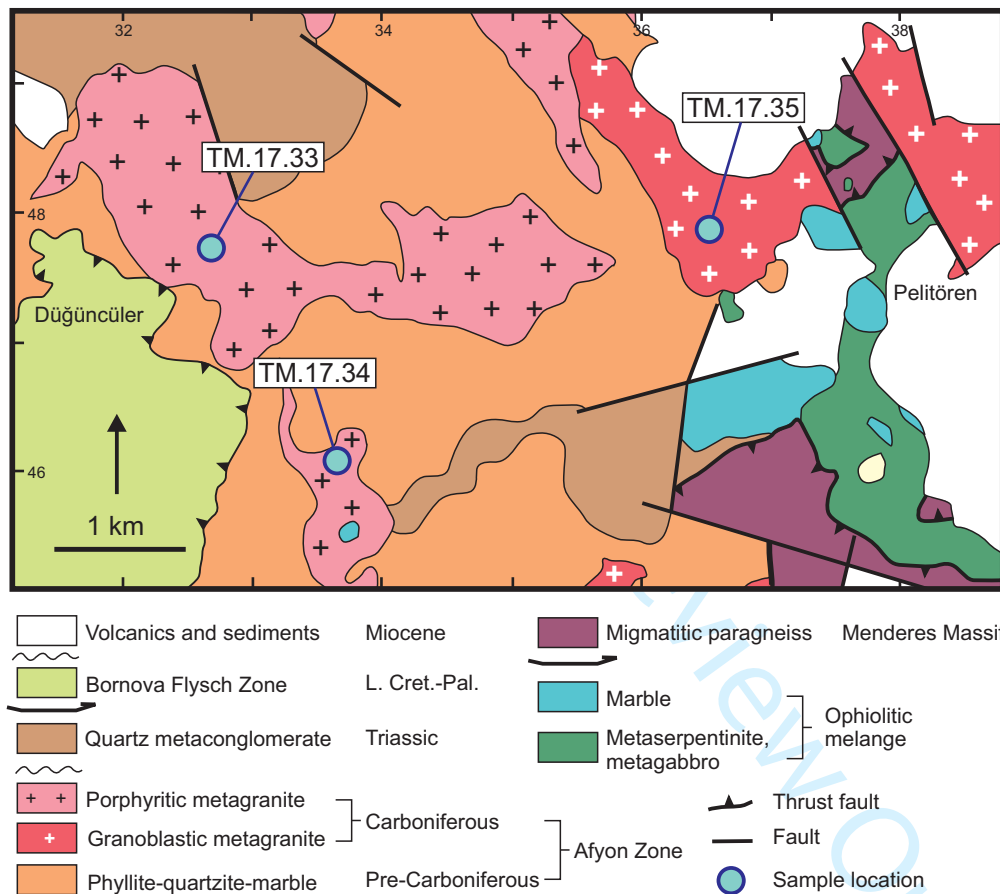 32 34 36 38
TM.17.35
TM.17.33
48
Pelitören
Düğüncüler
TM.17.34
46
1 km
Volcanics and sediments Miocene
Bornova Flysch Zone L. Cret.-Pal.
Quartz metaconglomerate Triassic
Porphyritic metagranite
Granoblastic metagranite
Carboniferous
Phyllite-quartzite-marble Pre-Carboniferous
Afyon Zone
Migmatitic paragneiss Menderes Massif
Marble
Metaserpentinite,
metagabbro
Ophiolitic
melange
Thrust fault
Fault
Sample location